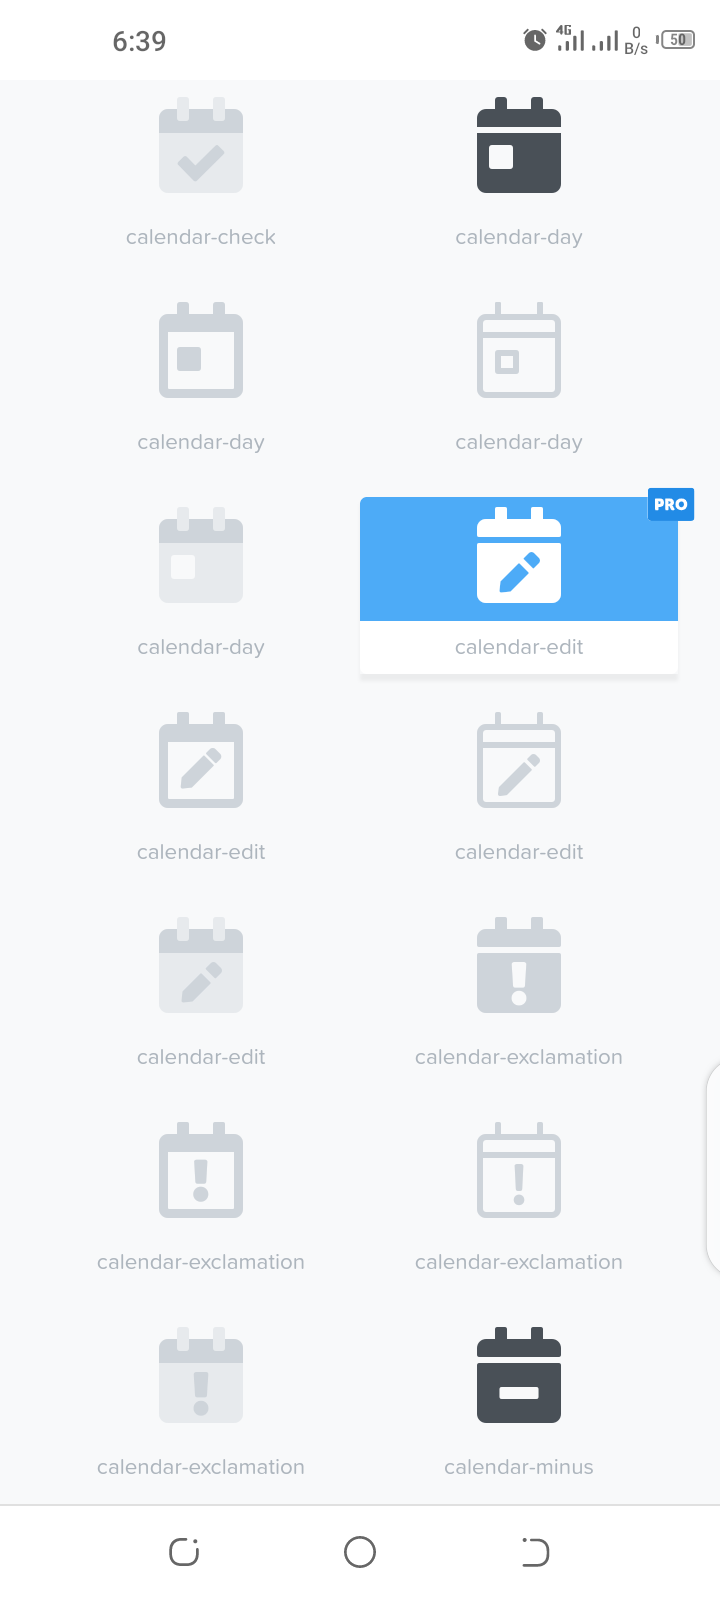 6:39
4G
0
B/s
50
calendar-check
calendar-day
calendar-day
calendar-day
PRO
calendar-day
calendar-edit
calendar-edit
calendar-edit
calendar-edit
calendar-exclamation
calendar-exclamation
calendar-exclamation
calendar-exclamation
calendar-minus